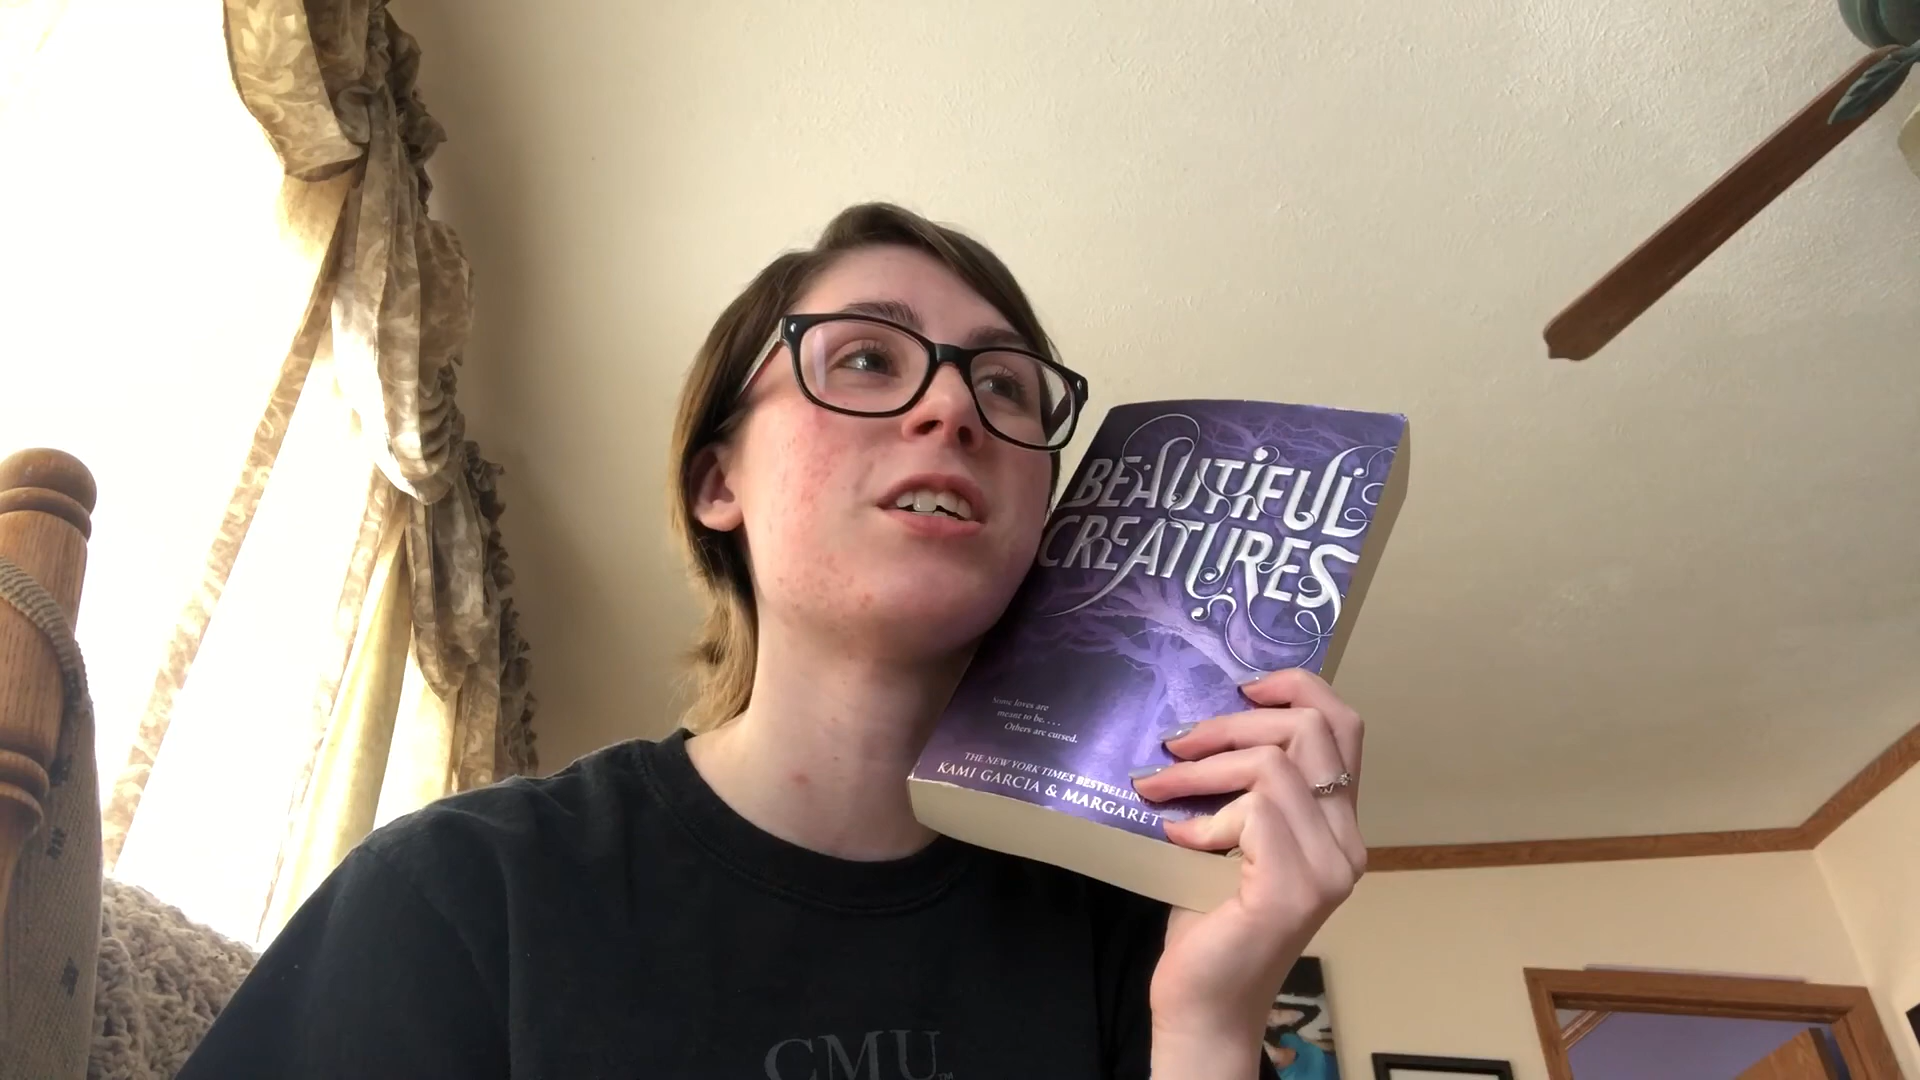 BEAUTIFUL
CREATURES
Some loves are
meant to be....
Others are cursed.
THE NEW YORK TIMES
KAMI GARCIA & MARGARET
CMU
TM